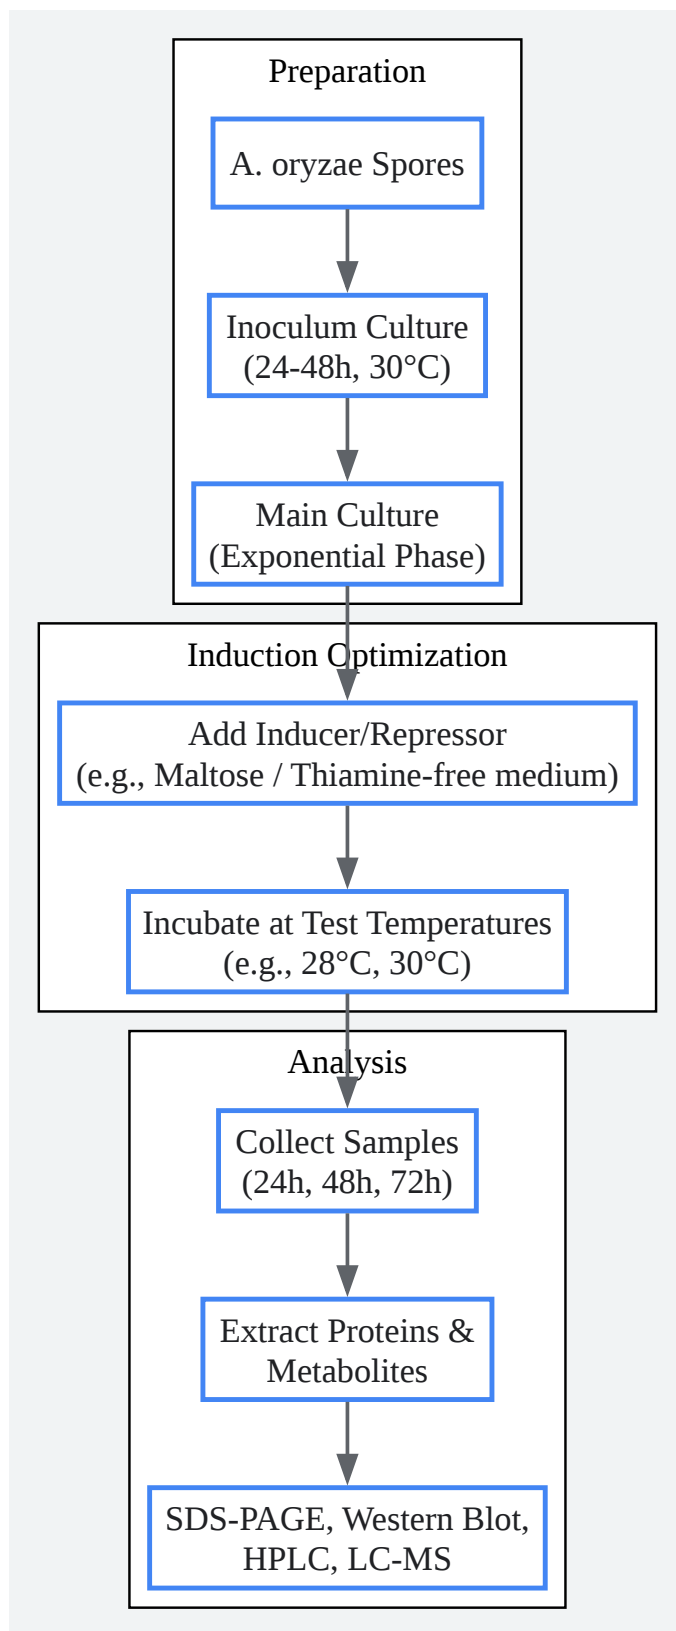 Preparation
A. oryzae Spores
Inoculum Culture
(24-48h, 30°C)
Main Culture
(Exponential Phase)
Induction Optimization
Add Inducer/Repressor
(e.g., Maltose / Thiamine-free medium)
Incubate at Test Temperatures
(e.g., 28°C, 30°C)
Analysis
Collect Samples
(24h, 48h, 72h)
Extract Proteins &
Metabolites
SDS-PAGE, Western Blot,
HPLC, LC-MS